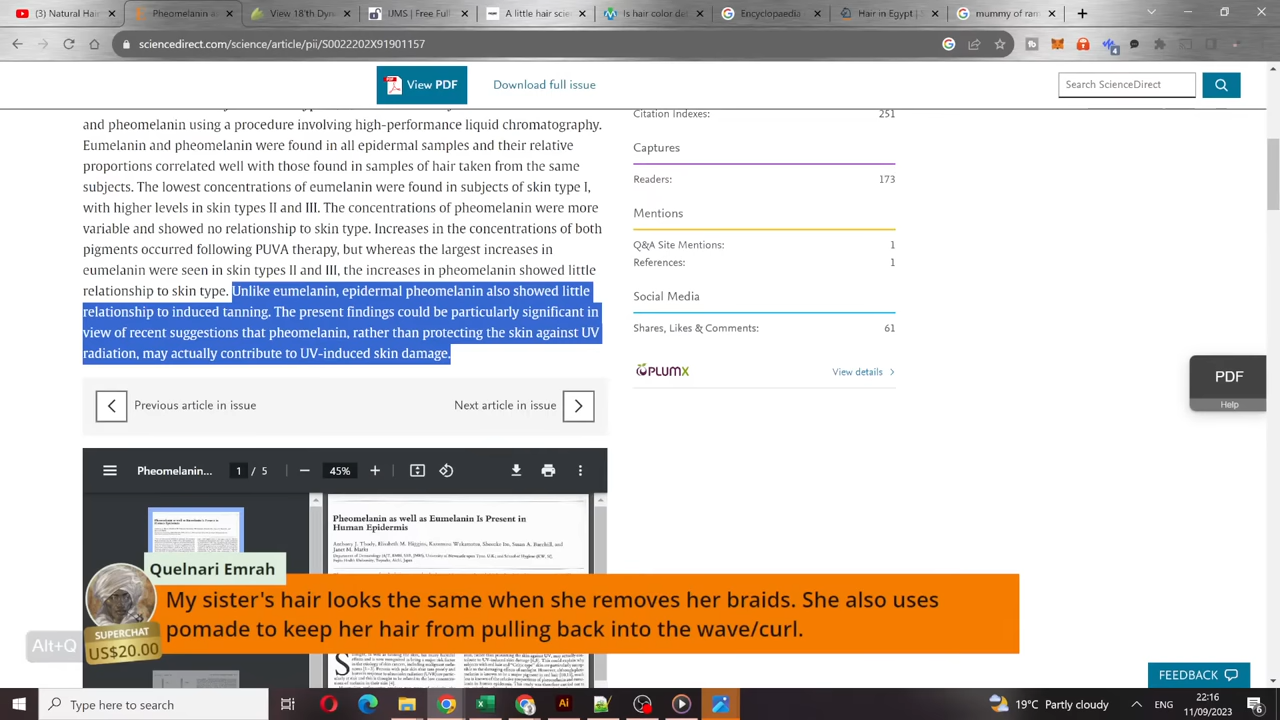 Natural Hair
Pheomelanin
View 18th Dyn
UMS | Free F
A little hair s
Is hair color de
Encyclopaedia
Hair in Egypt |
mummy of ram
sciencedirect.com/science/article/pii/S0022202X91901157
View PDF
Download full issue
Search ScienceDirect
and pheomelanin using a procedure involving high-performance liquid chromatography.
Eumelanin and pheomelanin were found in all epidermal samples and their relative
proportions correlated well with those found in samples of hair taken from the same
subjects. The lowest concentrations of eumelanin were found in subjects of skin type I,
with higher levels in skin types II and III. The concentrations of pheomelanin were more
variable and showed no relationship to skin type. Increases in the concentrations of both
pigments occurred following PUVA therapy, but whereas the largest increases in
eumelanin were seen in skin types II and III, the increases in pheomelanin showed little
relationship to skin type. Unlike eumelanin, epidermal pheomelanin also showed little
relationship to induced tanning. The present findings could be particularly significant in
view of recent suggestions that pheomelanin, rather than protecting the skin against UV
radiation, may actually contribute to UV-induced skin damage.
Citation Indexes: 251
Captures
Readers: 173
Mentions
Q&A Site Mentions: 1
References: 1
Social Media
Shares, Likes & Comments: 61
PLUMX
View details
PDF
Help
Previous article in issue
Next article in issue
Pheomelanin...
1 / 5
45%
Pheomelanin as well as Eumelanin Is Present in
Human Epidermis
Quelnari Emrah
My sister's hair looks the same when she removes her braids. She also uses
pomade to keep her hair from pulling back into the wave/curl.
SUPERCHAT
US$20.00
Alt+Q
FEEDBACK
Type here to search
19°C Partly cloudy
ENG
22:16
11/09/2023
6